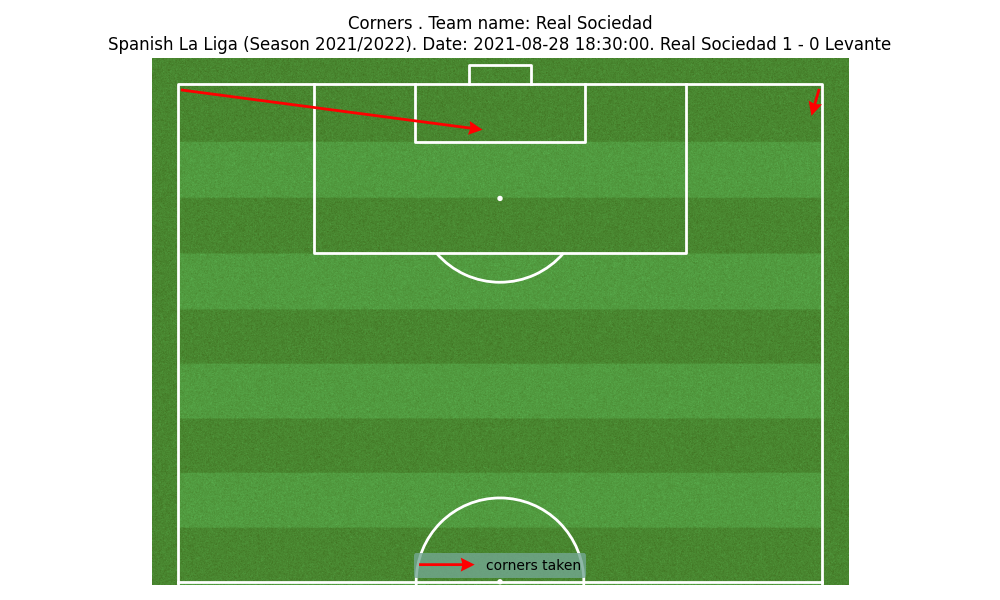 Corners . Team name: Real Sociedad
Spanish La Liga (Season 2021/2022). Date: 2021-08-28 18:30:00. Real Sociedad 1 - 0 Levante
corners taken